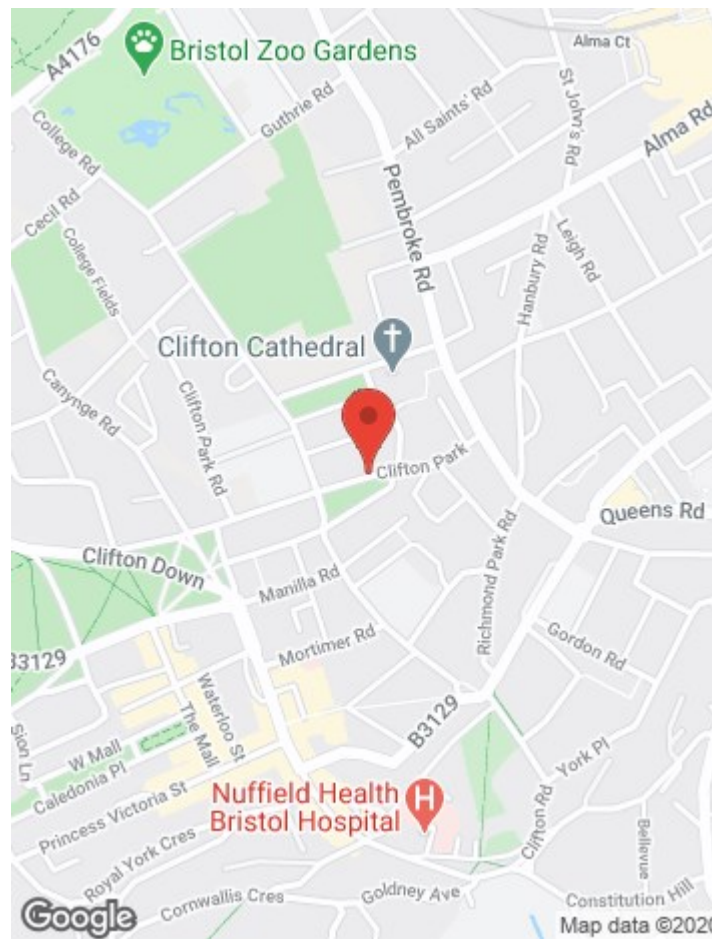 A4176
Bristol Zoo Gardens
Alma Ct
College Rd
Guthrie Rd
All Saints' Rd
St John's Rd
Alma Rd
Cecil Rd
Pembroke Rd
College Fields
Leigh Rd
Hanbury Rd
Clifton Cathedral
Canynge Rd
Clifton Park Rd
Clifton Park
Queens Rd
Clifton Down
Manilla Rd
Richmond Park Rd
Mortimer Rd
Gordon Rd
B3129
Waterloo St
The Mall
B3129
Sion Ln
W Mall
Caledonia Pl
York Pl
Princess Victoria St
Nuffield Health
Bristol Hospital
H
Clifton Rd
Bellevue
Royal York Cres
Cornwallis Cres
Goldney Ave
Constitution Hill
Google
Map data ©2020